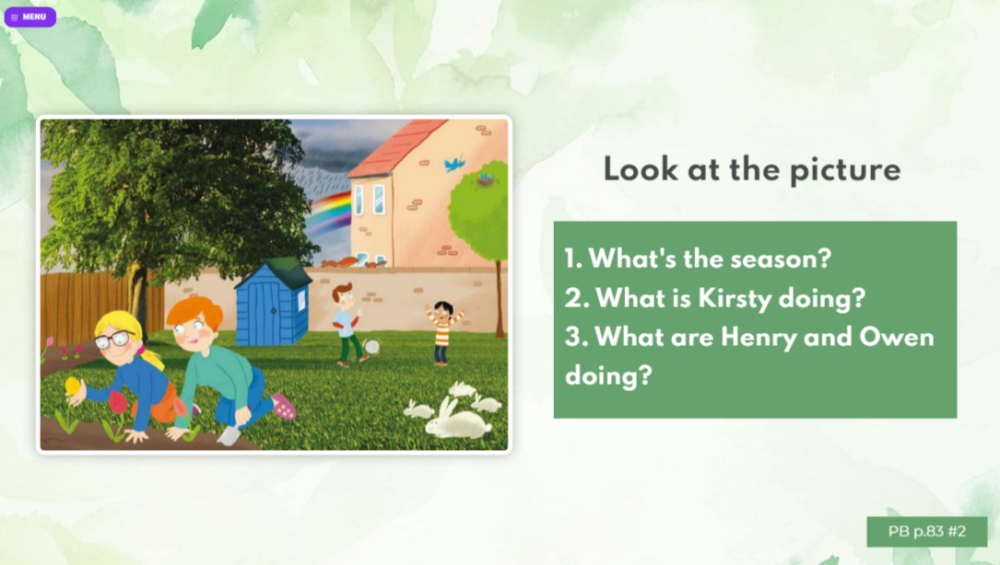 MENU
Look at the picture
1. What's the season?
2. What is Kirsty doing?
3. What are Henry and Owen
doing?
PB p.83 #2